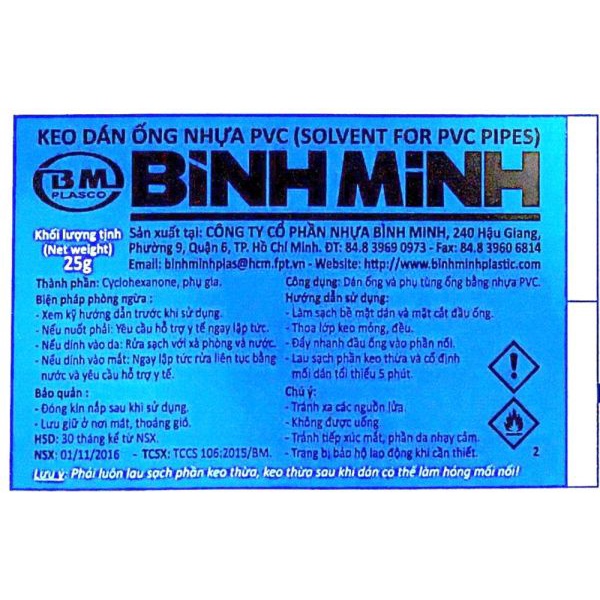 KEO DÁN ỐNG NHỰA PVC (SOLVENT FOR PVC PIPES)
BM
PLASCO
BÌNH MINH
Khối lượng tịnh
(Net weight)
25g
Sản xuất tại: CÔNG TY CỔ PHẦN NHỰA BÌNH MINH, 240 Hậu Giang,
Phường 9, Quận 6, TP. Hồ Chí Minh. ĐT: 84.8 3969 0973 - Fax: 84.8 3960 6814
Email: binhminhplas@hcm.fpt.vn - Website: http://www.binhminhplastic.com
Thành phần: Cyclohexanone, phụ gia.
Biện pháp phòng ngừa :
- Xem kỹ hướng dẫn trước khi sử dụng.
- Nếu nuốt phải: Yêu cầu hỗ trợ y tế ngay lập tức.
- Nếu dính vào da: Rửa sạch với xà phòng và nước.
- Nếu dính vào mắt: Ngay lập tức rửa liên tục bằng
nước và yêu cầu hỗ trợ y tế.
Bảo quản :
- Đóng kín nắp sau khi sử dụng.
- Lưu giữ ở nơi mát, thoáng gió.
HSD: 30 tháng kể từ NSX.
NSX: 01/11/2016 - TCSX: TCCS 106:2015/BM.
Công dụng: Dán ống và phụ tùng ống bằng nhựa PVC.
Hướng dẫn sử dụng:
- Làm sạch bề mặt dán và mặt cắt đầu ống.
- Thoa lớp keo mỏng, đều.
- Đẩy nhanh đầu ống vào phần nối.
- Lau sạch phần keo thừa và cố định
mối dán tối thiểu 5 phút.
Chú ý:
- Tránh xa các nguồn lửa.
- Không được uống.
- Tránh tiếp xúc mắt, phần da nhạy cảm.
- Trang bị bảo hộ lao động khi cần thiết.
2
Lưu ý: Phải luôn lau sạch phần keo thừa, keo thừa sau khi dán có thể làm hỏng mối nối!